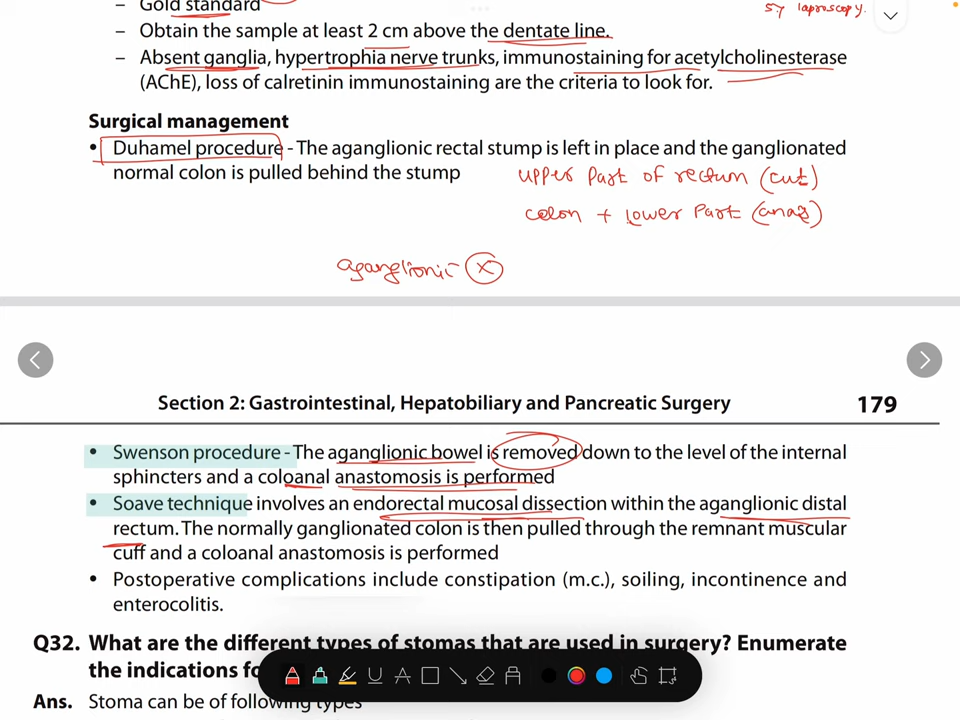 – Gold standard
5.7 laproscopy.
– Obtain the sample at least 2 cm above the dentate line.
– Absent ganglia, hypertrophia nerve trunks, immunostaining for acetylcholinesterase
(AChE), loss of calretinin immunostaining are the criteria to look for.
Surgical management
• Duhamel procedure - The aganglionic rectal stump is left in place and the ganglionated
normal colon is pulled behind the stump
upper part of rectum (cut)
colon + lower part (anas)
aganglionic x
Section 2: Gastrointestinal, Hepatobiliary and Pancreatic Surgery 179
• Swenson procedure - The aganglionic bowel is removed down to the level of the internal
sphincters and a coloanal anastomosis is performed
• Soave technique involves an endorectal mucosal dissection within the aganglionic distal
rectum. The normally ganglionated colon is then pulled through the remnant muscular
cuff and a coloanal anastomosis is performed
• Postoperative complications include constipation (m.c.), soiling, incontinence and
enterocolitis.
Q32. What are the different types of stomas that are used in surgery? Enumerate
the indications fo
Ans. Stoma can be of following types